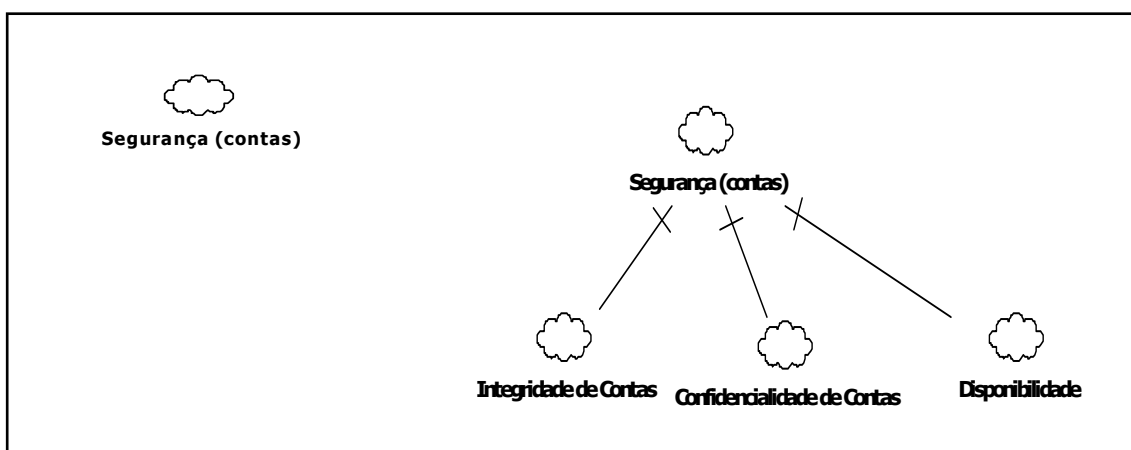 Segurança (contas)
Segurança (contas)
Integridade de Contas
Confidencialidade de Contas
Disponibilidade